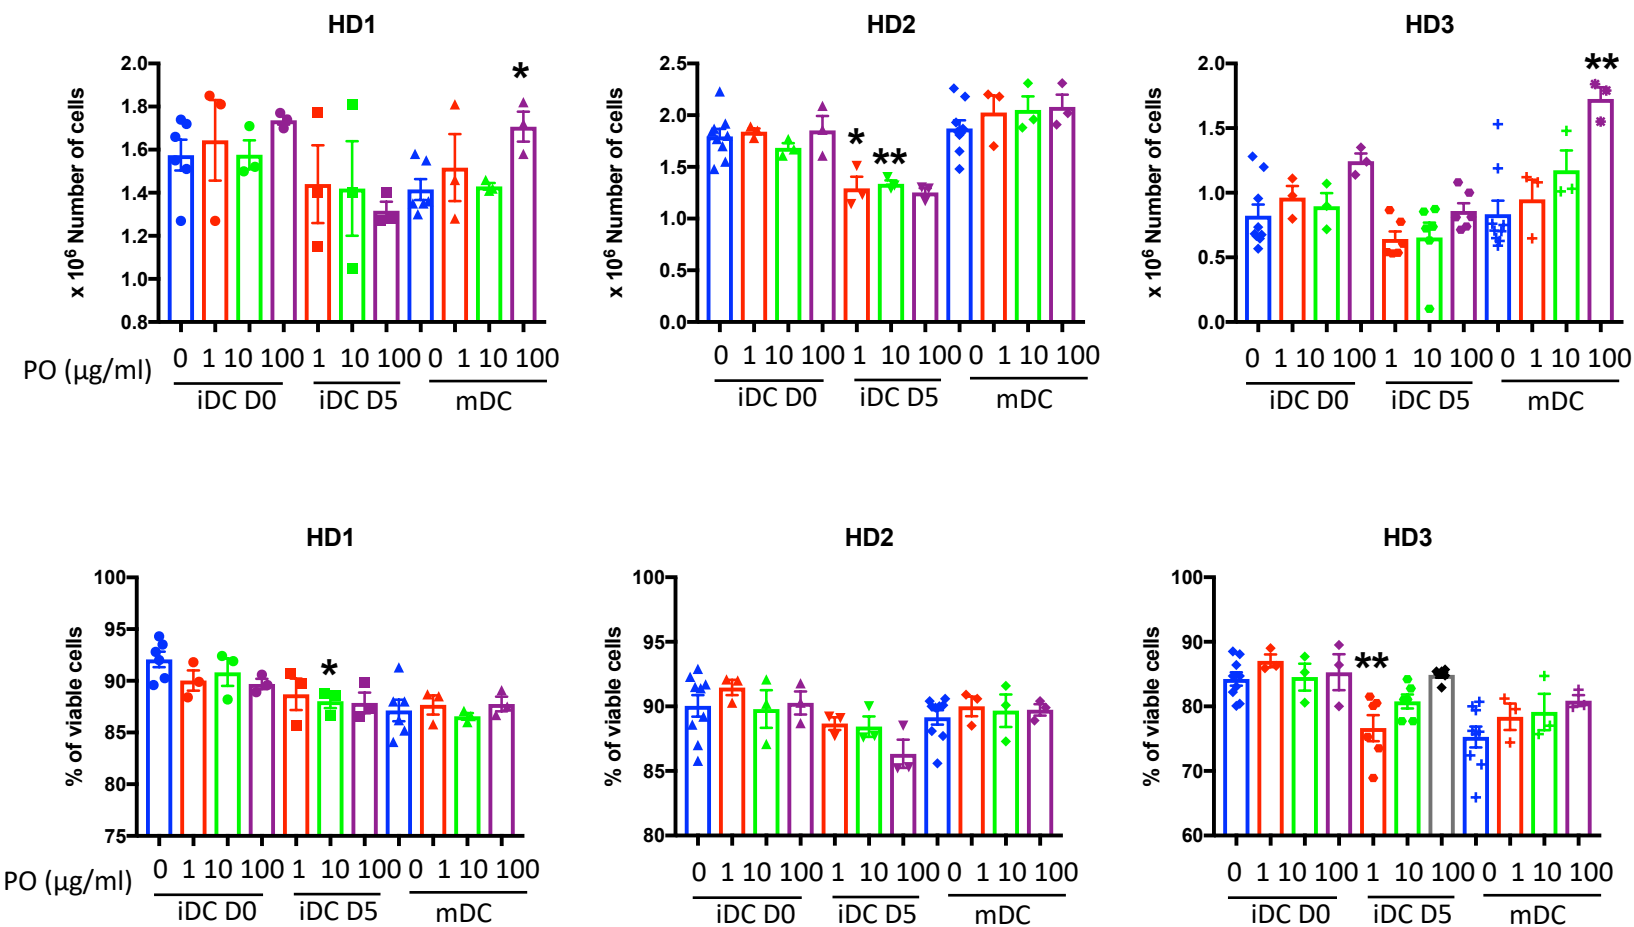 HD1
HD2
HD3
x 10⁶ Number of cells
2.0
1.8
1.6
1.4
1.2
1.0
0.8
*
x 10⁶ Number of cells
2.5
2.0
1.5
1.0
0.5
0.0
*
**
x 10⁶ Number of cells
2.0
1.5
1.0
0.5
0.0
**
PO (µg/ml)
0 1 10 100 1 10 100 0 1 10 100
iDC D0 iDC D5 mDC
0 1 10 100 1 10 100 0 1 10 100
iDC D0 iDC D5 mDC
0 1 10 100 1 10 100 0 1 10 100
iDC D0 iDC D5 mDC
HD1
HD2
HD3
% of viable cells
100
95
90
85
80
75
*
% of viable cells
100
95
90
85
80
% of viable cells
100
90
80
70
60
**
PO (µg/ml)
0 1 10 100 1 10 100 0 1 10 100
iDC D0 iDC D5 mDC
0 1 10 100 1 10 100 0 1 10 100
iDC D0 iDC D5 mDC
0 1 10 100 1 10 100 0 1 10 100
iDC D0 iDC D5 mDC